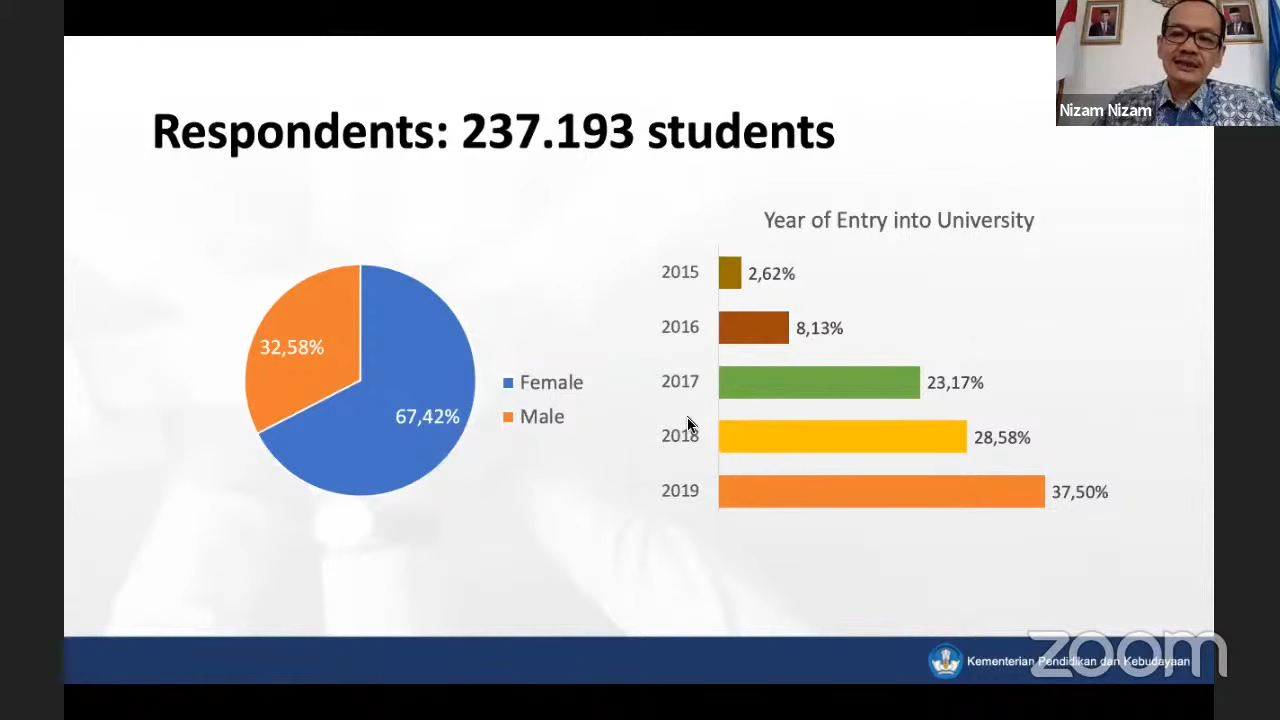 Nizam Nizam
Respondents: 237.193 students
32,58%
67,42%
Female
Male
Year of Entry into University
2015 2,62%
2016 8,13%
2017 23,17%
2018 28,58%
2019 37,50%
Kementerian Pendidikan dan Kebudayaan
zoom